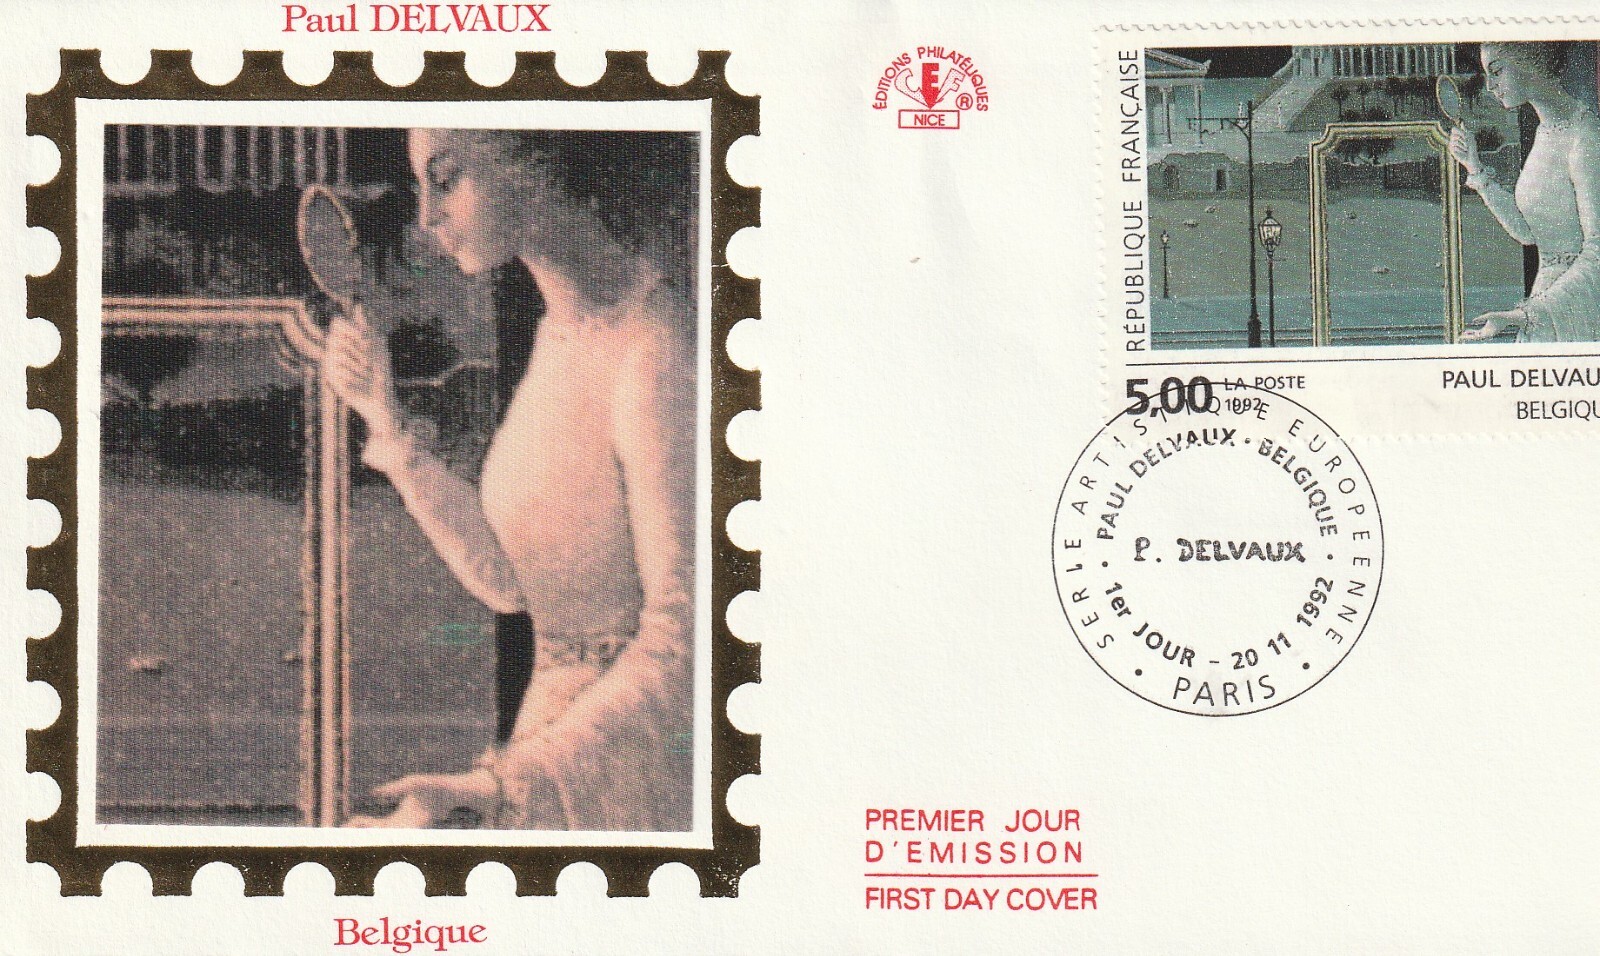 Paul DELVAUX
Belgique
ÉDITIONS PHILATÉLIQUES
CEF ®
NICE
RÉPUBLIQUE FRANÇAISE
5,00 LA POSTE
1992
PAUL DELVAU
BELGIQU
SERIE ARTISTIQUE EUROPEENNE
• PAUL DELVAUX • BELGIQUE •
P. DELVAUX
1er JOUR - 20 11 1992
• PARIS •
PREMIER JOUR
D'EMISSION
FIRST DAY COVER